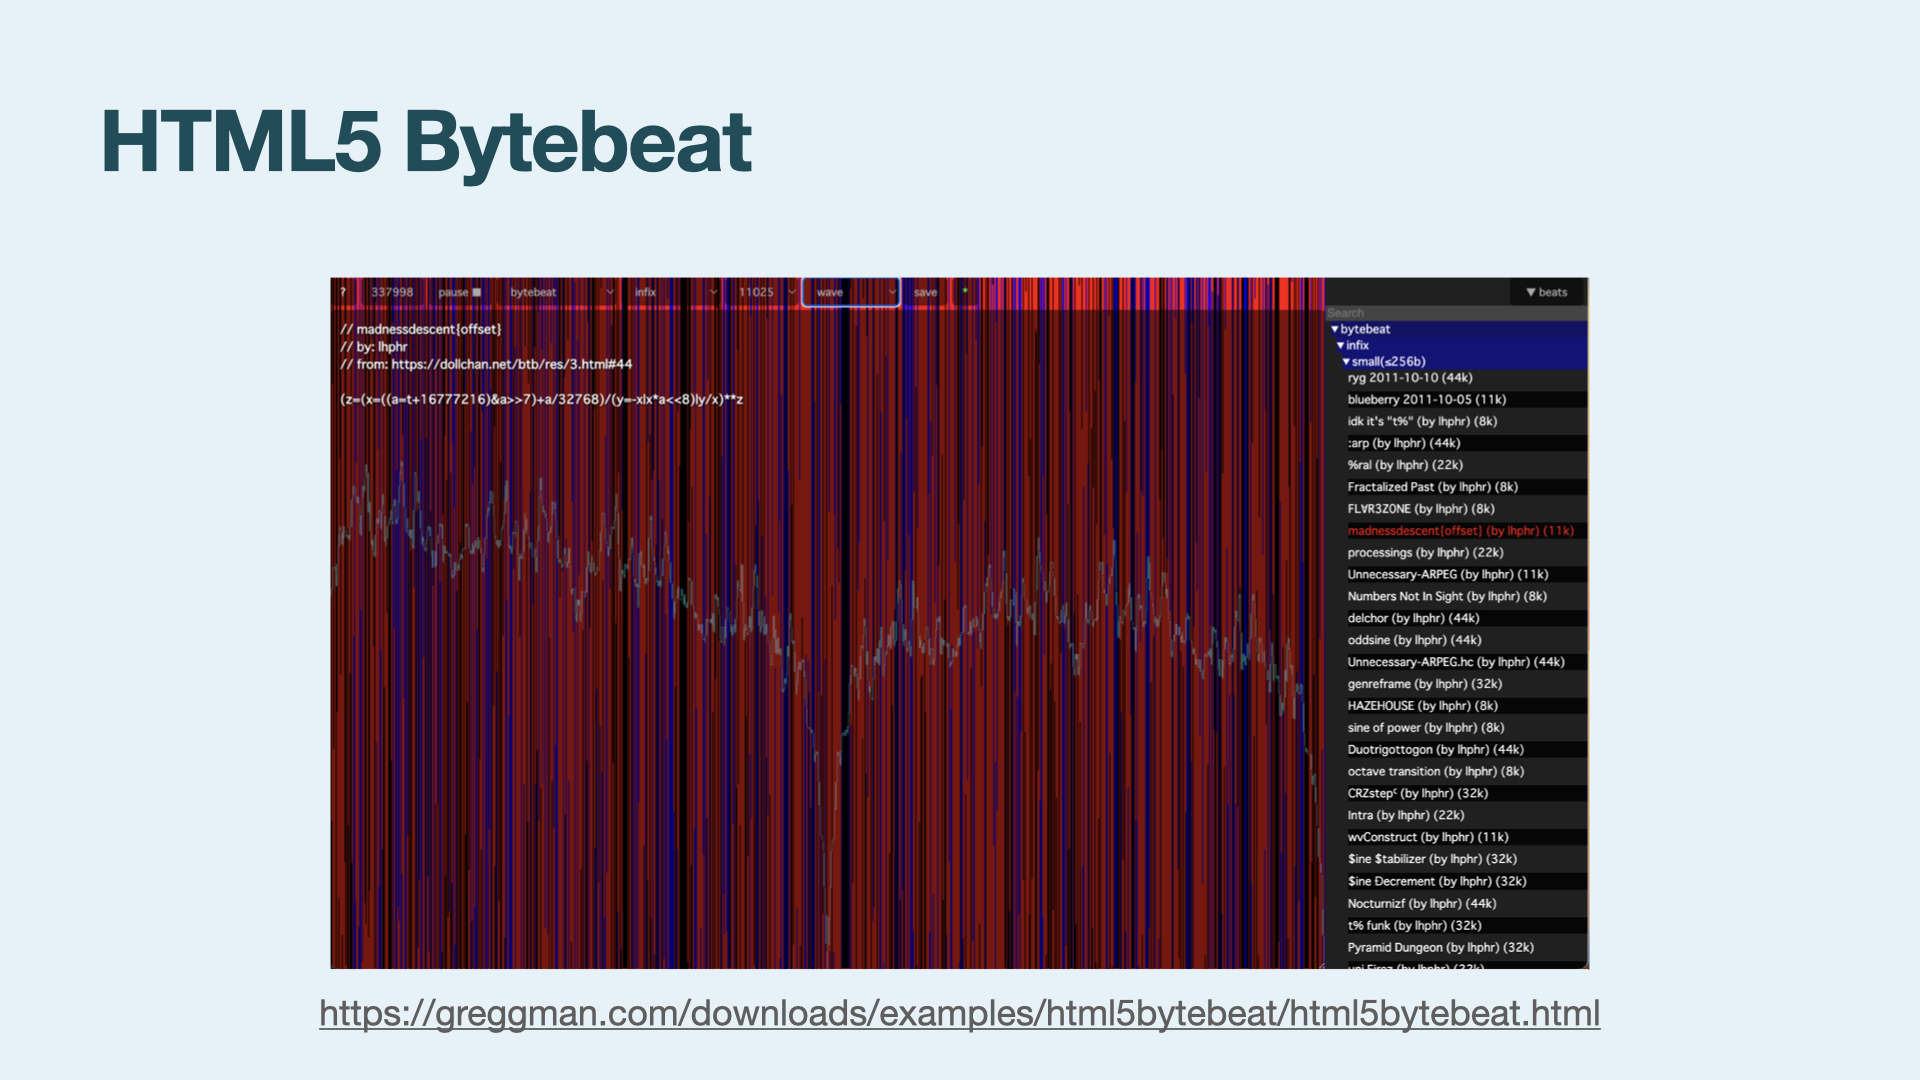 HTML5 Bytebeat
? 337998 pause bytebeat infix 11025 wave save * ▼ beats
// madnessdescent{offset}
// by: lhphr
// from: https://dollchan.net/btb/res/3.html#44
(z=(x=((a=t+16777216)&a>>7)+a/32768)/(y=-x|x*a<<8)|y/x)**z
Search
▼bytebeat
▼infix
▼small(≤256b)
ryg 2011-10-10 (44k)
blueberry 2011-10-05 (11k)
idk it's "t%" (by lhphr) (8k)
:arp (by lhphr) (44k)
%ral (by lhphr) (22k)
Fractalized Past (by lhphr) (8k)
FL∀R3Z0NE (by lhphr) (8k)
madnessdescent{offset} (by lhphr) (11k)
processings (by lhphr) (22k)
Unnecessary-ARPEG (by lhphr) (11k)
Numbers Not In Sight (by lhphr) (8k)
delchor (by lhphr) (44k)
oddsine (by lhphr) (44k)
Unnecessary-ARPEG.hc (by lhphr) (44k)
genreframe (by lhphr) (32k)
HAZEHOUSE (by lhphr) (8k)
sine of power (by lhphr) (8k)
Duotrigottogon (by lhphr) (44k)
octave transition (by lhphr) (8k)
CRZstepᶜ (by lhphr) (32k)
Intra (by lhphr) (22k)
wvConstruct (by lhphr) (11k)
$ine $tabilizer (by lhphr) (32k)
$ine Đecrement (by lhphr) (32k)
Nocturnizf (by lhphr) (44k)
t% funk (by lhphr) (32k)
Pyramid Dungeon (by lhphr) (32k)
https://greggman.com/downloads/examples/html5bytebeat/html5bytebeat.html